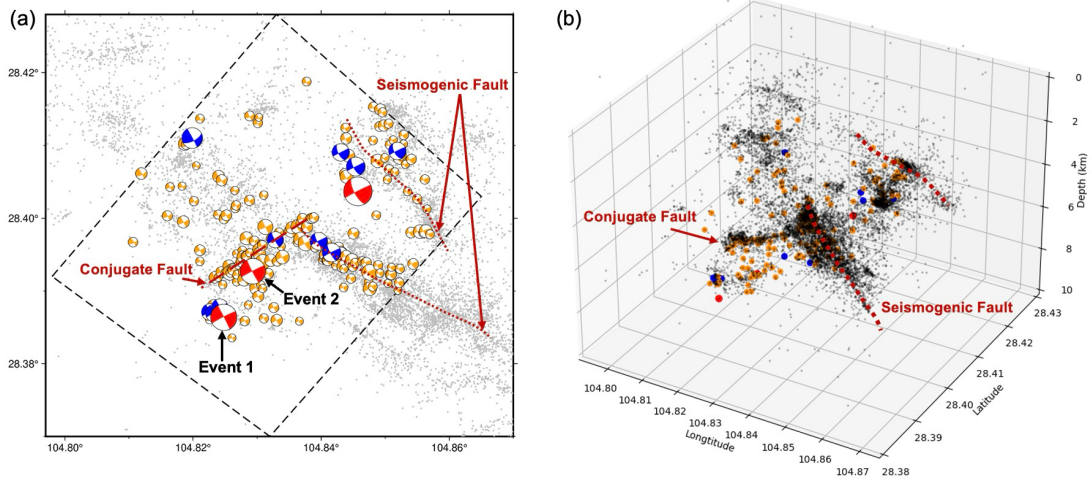 (a)
(b)
28.42°
28.40°
28.38°
104.80°
104.82°
104.84°
104.86°
Seismogenic Fault
Conjugate Fault
Event 2
Event 1
Conjugate Fault
Seismogenic Fault
0
2
4
6
8
10
Depth (km)
28.43
28.42
28.41
28.40
28.39
28.38
Latitude
104.80
104.81
104.82
104.83
104.84
104.85
104.86
104.87
Longtitude